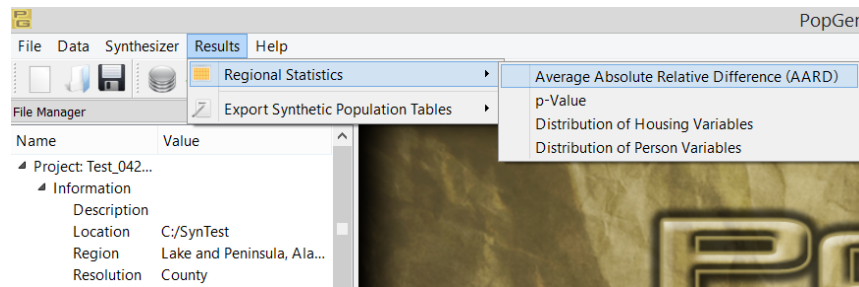 PG
PopGen
File Data Synthesizer Results Help
Regional Statistics
Export Synthetic Population Tables
Average Absolute Relative Difference (AARD)
p-Value
Distribution of Housing Variables
Distribution of Person Variables
File Manager
Name Value
Project: Test_042...
Information
Description
Location C:/SynTest
Region Lake and Peninsula, Ala...
Resolution County